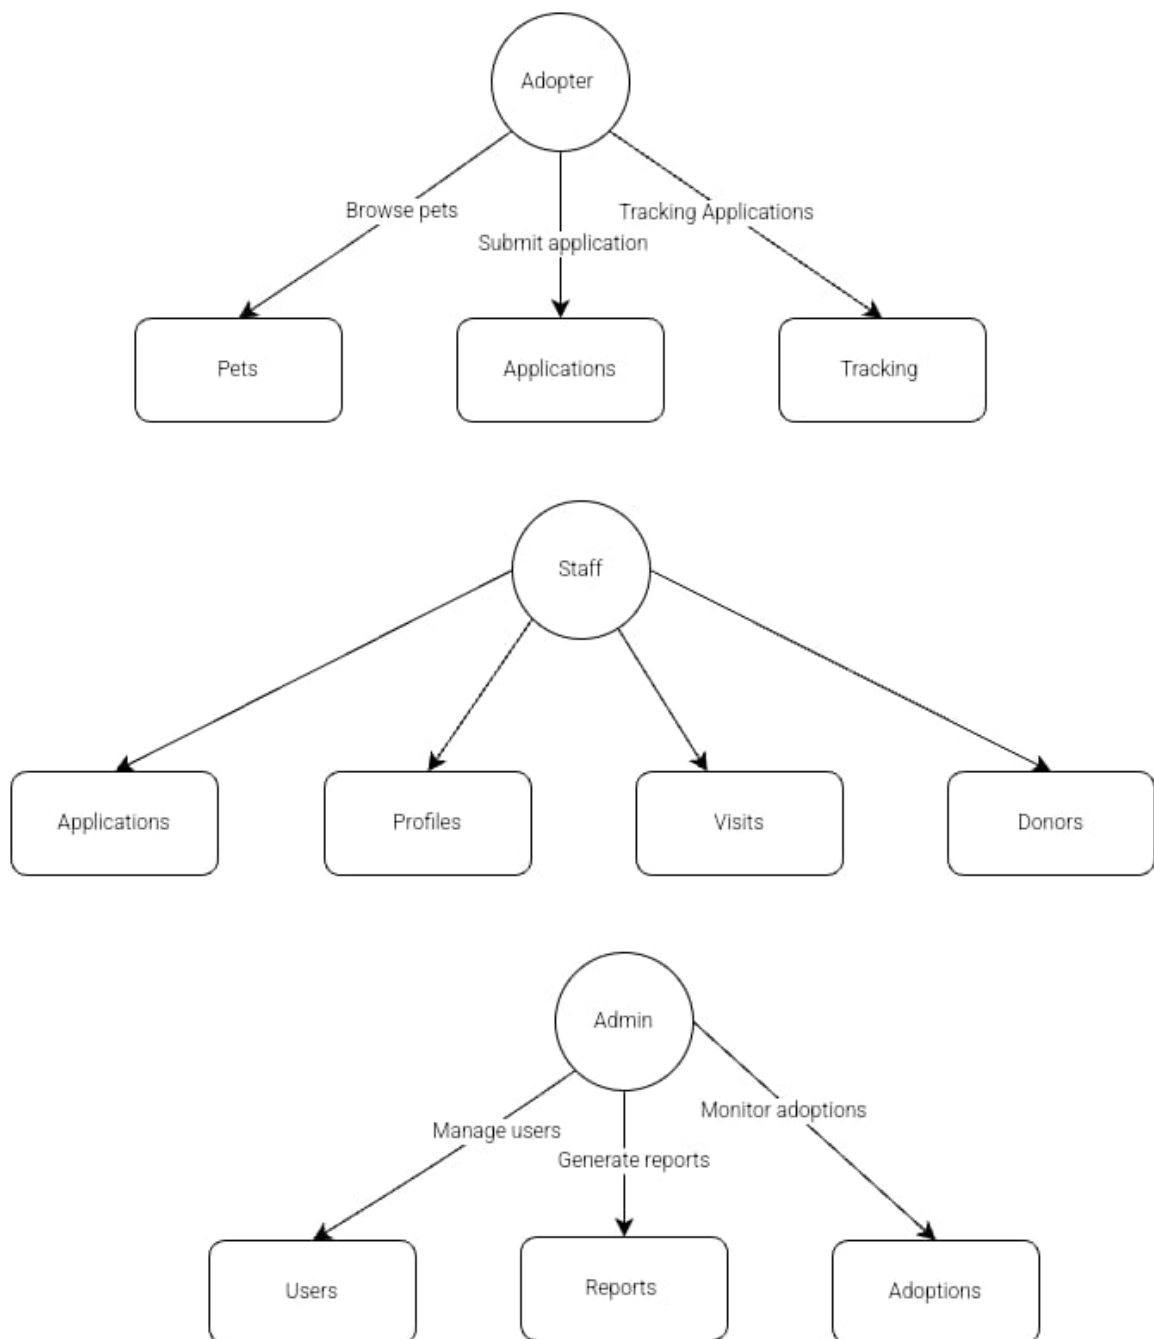 Adopter
Browse pets
Tracking Applications
Submit application
Pets
Applications
Tracking
Staff
Applications
Profiles
Visits
Donors
Admin
Monitor adoptions
Manage users
Generate reports
Users
Reports
Adoptions